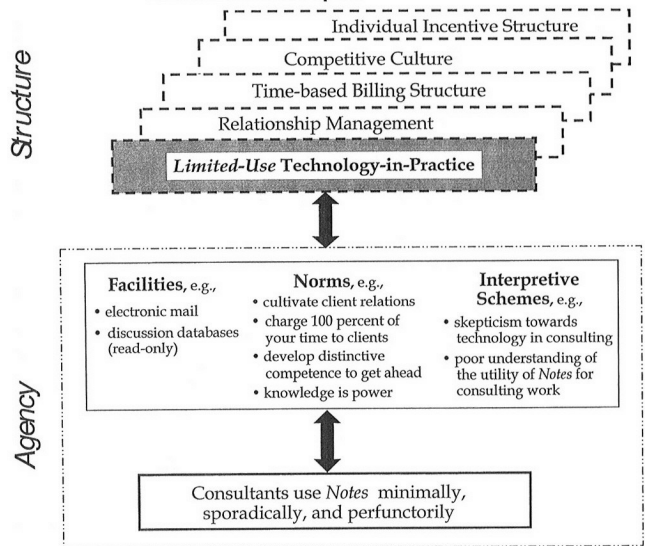 Individual Incentive Structure
Competitive Culture
Time-based Billing Structure
Relationship Management
Limited-Use Technology-in-Practice
Structure
Facilities, e.g.,
• electronic mail
• discussion databases
(read-only)
Norms, e.g.,
• cultivate client relations
• charge 100 percent of
your time to clients
• develop distinctive
competence to get ahead
• knowledge is power
Interpretive
Schemes, e.g.,
• skepticism towards
technology in consulting
• poor understanding of
the utility of Notes for
consulting work
Agency
Consultants use Notes minimally,
sporadically, and perfunctorily